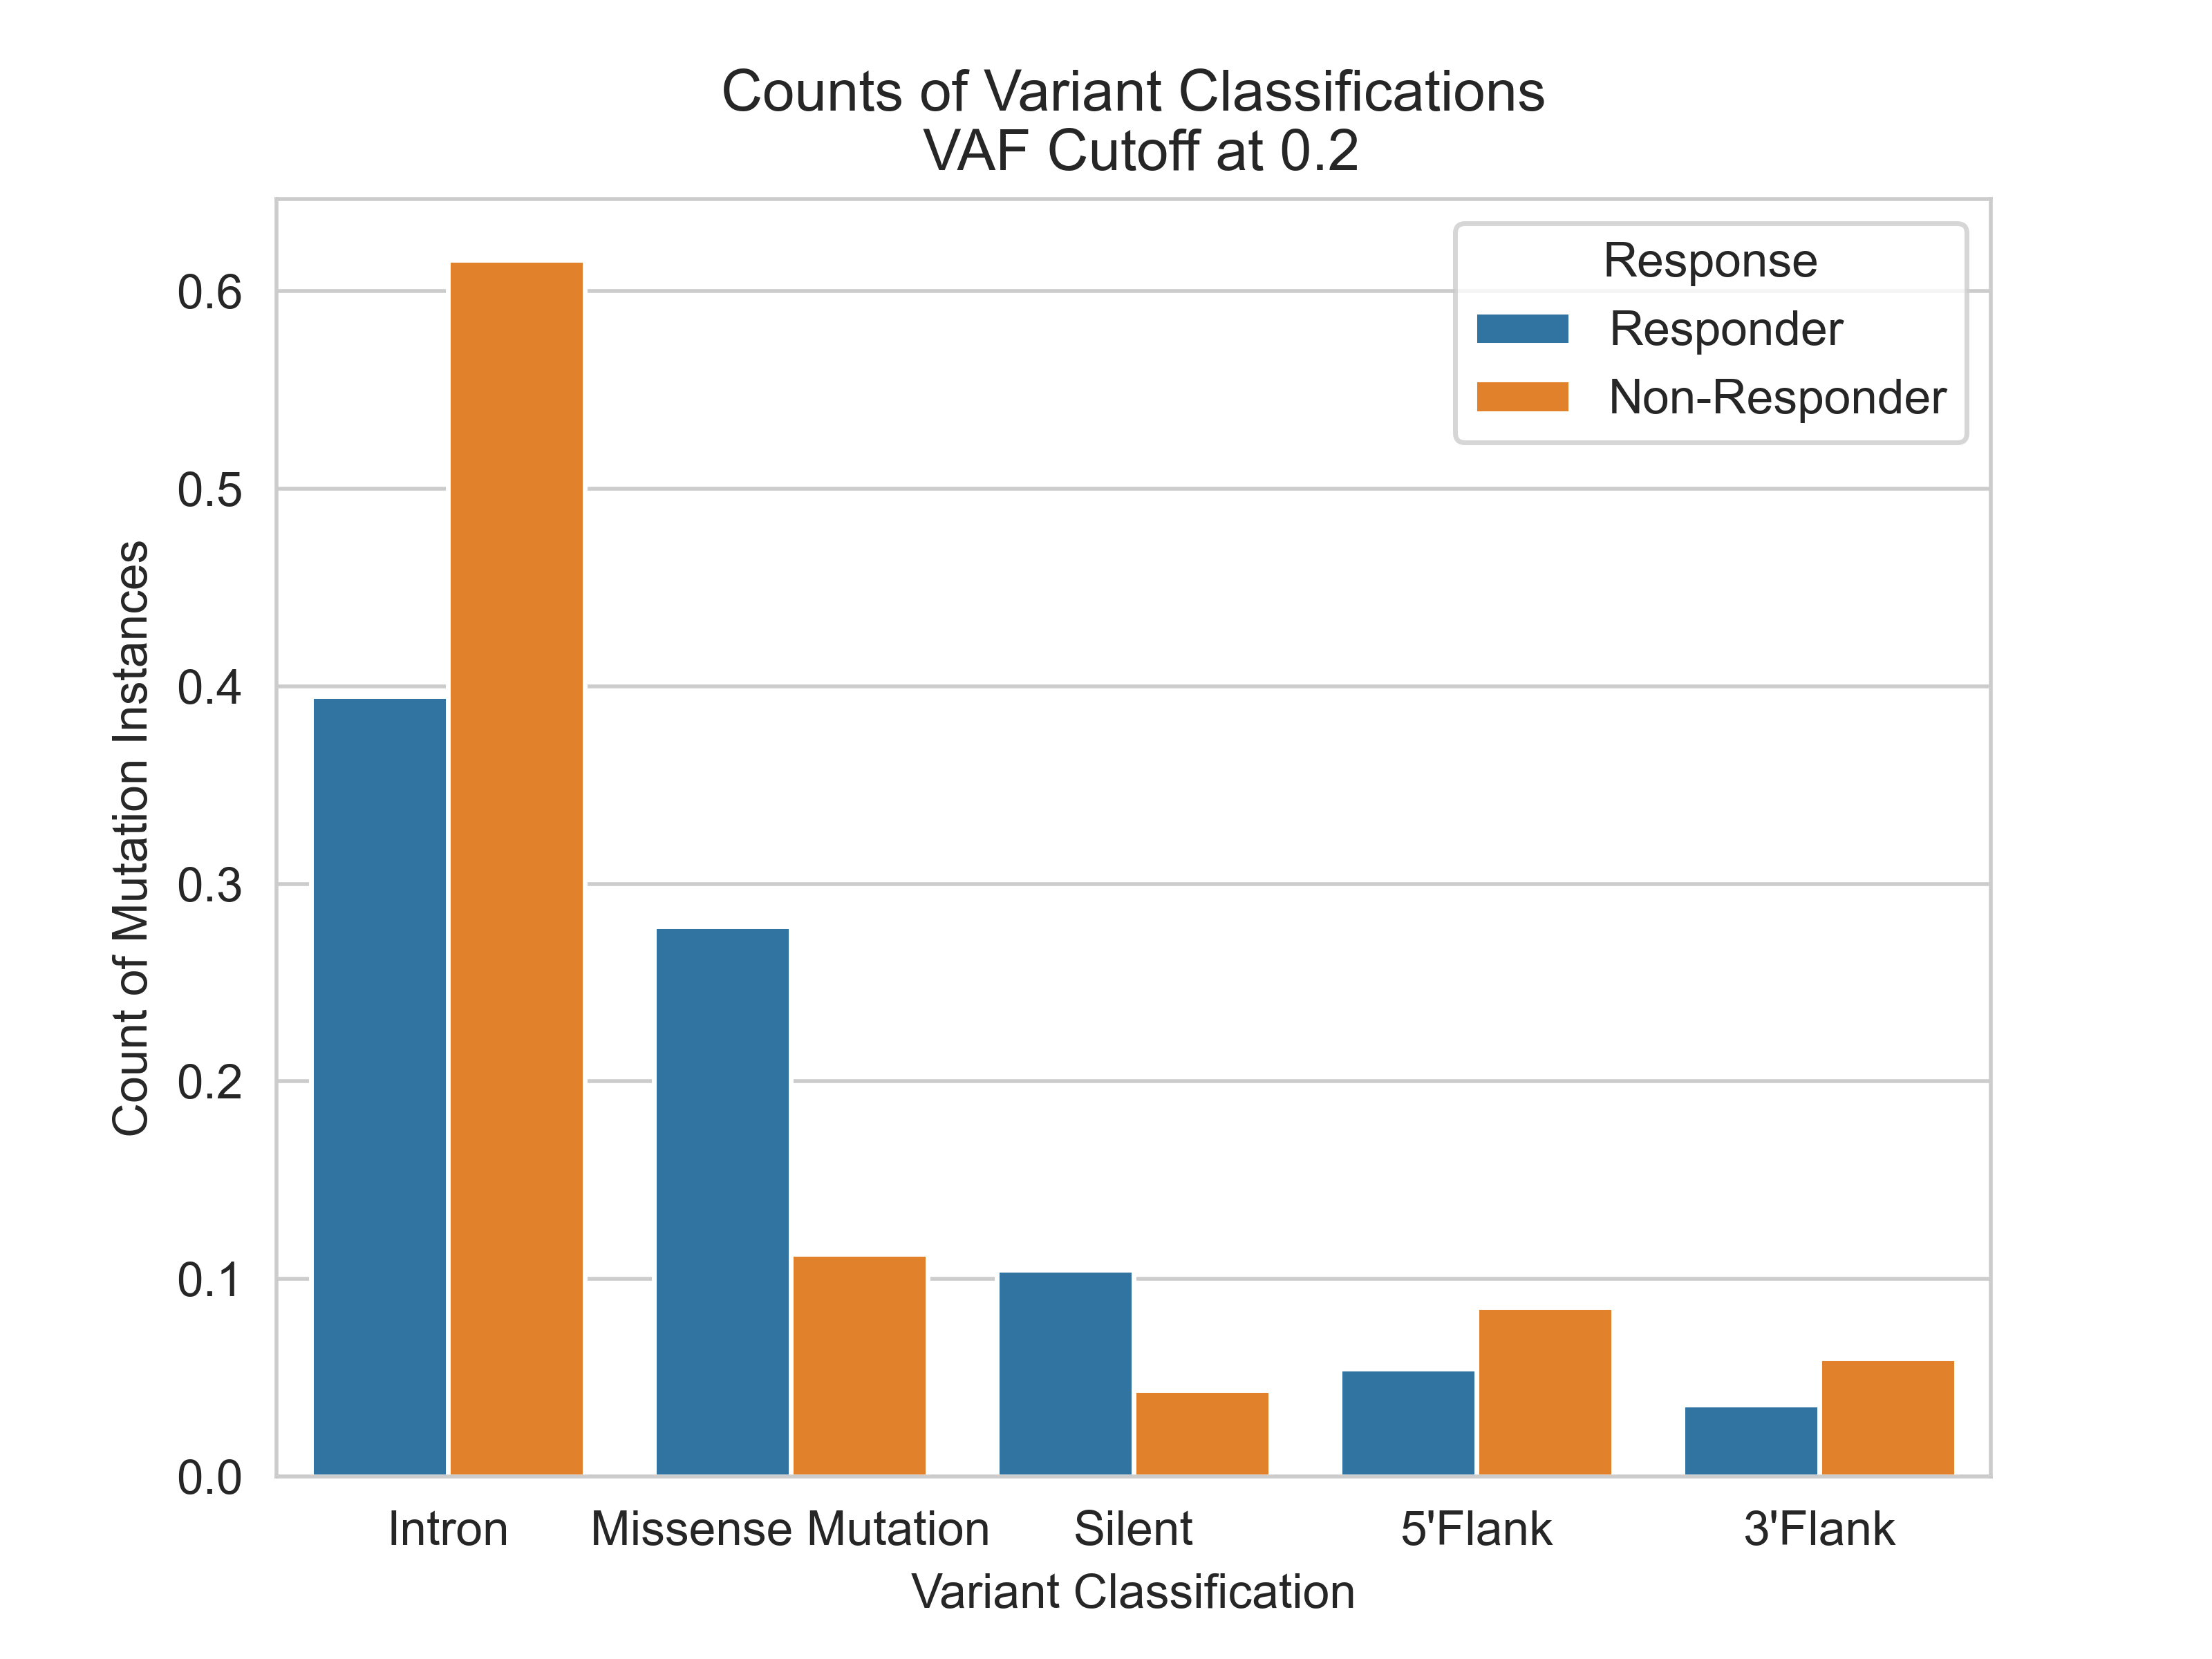 Counts of Variant Classifications
VAF Cutoff at 0.2
Response
Responder
Non-Responder
Count of Mutation Instances
0.6
0.5
0.4
0.3
0.2
0.1
0.0
Intron Missense Mutation Silent 5'Flank 3'Flank
Variant Classification